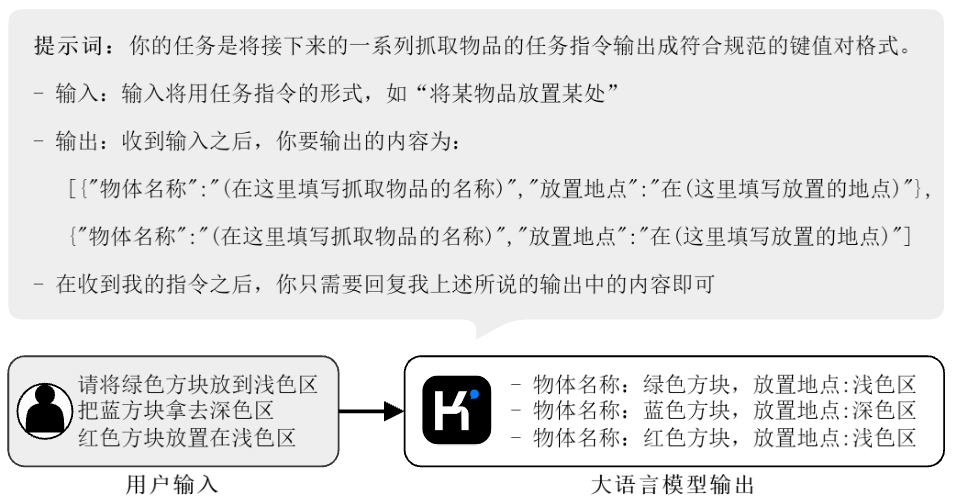 提示词：你的任务是将接下来的一系列抓取物品的任务指令输出成符合规范的键值对格式。
- 输入：输入将用任务指令的形式，如“将某物品放置某处”
- 输出：收到输入之后，你要输出的内容为：
[{"物体名称":"(在这里填写抓取物品的名称)","放置地点":"在(这里填写放置的地点)"},
{"物体名称":"(在这里填写抓取物品的名称)","放置地点":"在(这里填写放置的地点)"]
- 在收到我的指令之后，你只需要回复我上述所说的输出中的内容即可
请将绿色方块放到浅色区
把蓝方块拿去深色区
红色方块放置在浅色区
用户输入
K
- 物体名称：绿色方块，放置地点:浅色区
- 物体名称：蓝色方块，放置地点:深色区
- 物体名称：红色方块，放置地点:浅色区
大语言模型输出